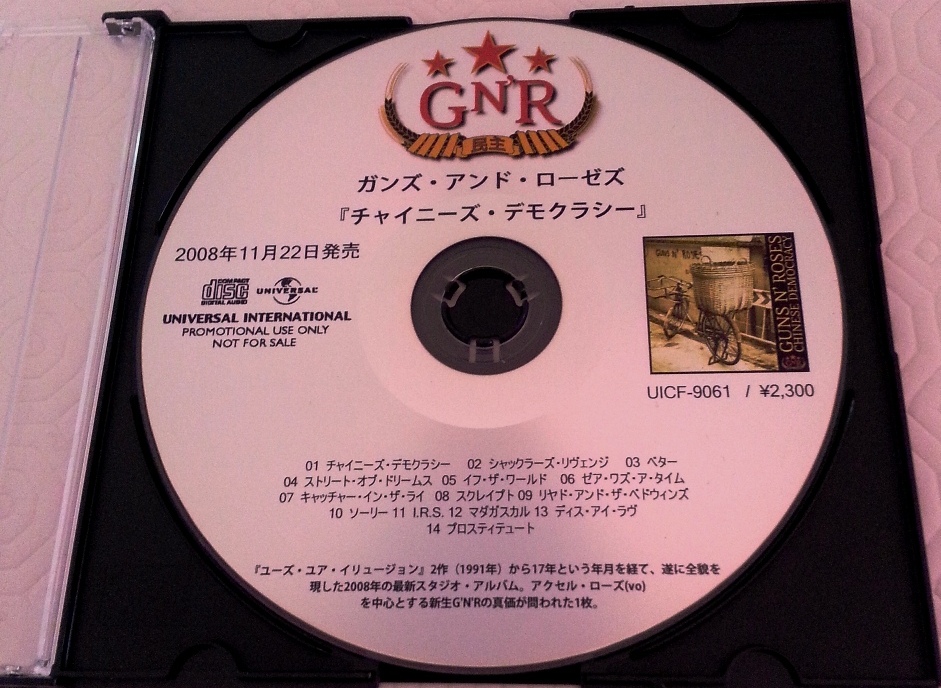 GN'R
民主
ガンズ・アンド・ローゼズ
『チャイニーズ・デモクラシー』
2008年11月22日発売
COMPACT
disc
DIGITAL AUDIO
UNIVERSAL
UNIVERSAL INTERNATIONAL
PROMOTIONAL USE ONLY
NOT FOR SALE
GUNS N' ROSES
GUNS N' ROSES
CHINESE DEMOCRACY
UICF-9061 / ¥2,300
01 チャイニーズ・デモクラシー 02 シャックラーズ・リヴェンジ 03 ベター
04 ストリート・オブ・ドリームス 05 イフ・ザ・ワールド 06 ゼア・ワズ・ア・タイム
07 キャッチャー・イン・ザ・ライ 08 スクレイプト 09 リヤド・アンド・ザ・ベドウィンズ
10 ソーリー 11 I.R.S. 12 マダガスカル 13 ディス・アイ・ラヴ
14 プロスティテュート
『ユーズ・ユア・イリュージョン』2作（1991年）から17年という年月を経て、遂に全貌を
現した2008年の最新スタジオ・アルバム。アクセル・ローズ(vo)
を中心とする新生G'N'Rの真価が問われた1枚。